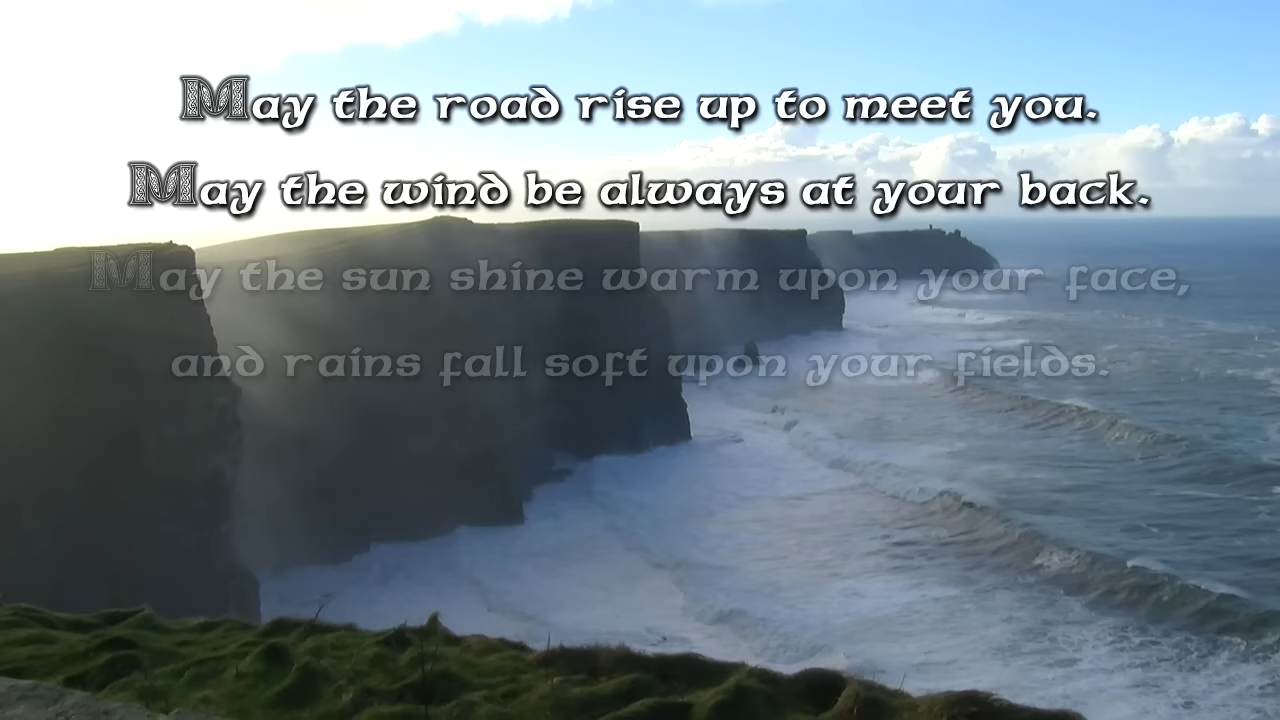 May the road rise up to meet you.
May the wind be always at your back.
May the sun shine warm upon your face,
and rains fall soft upon your fields.